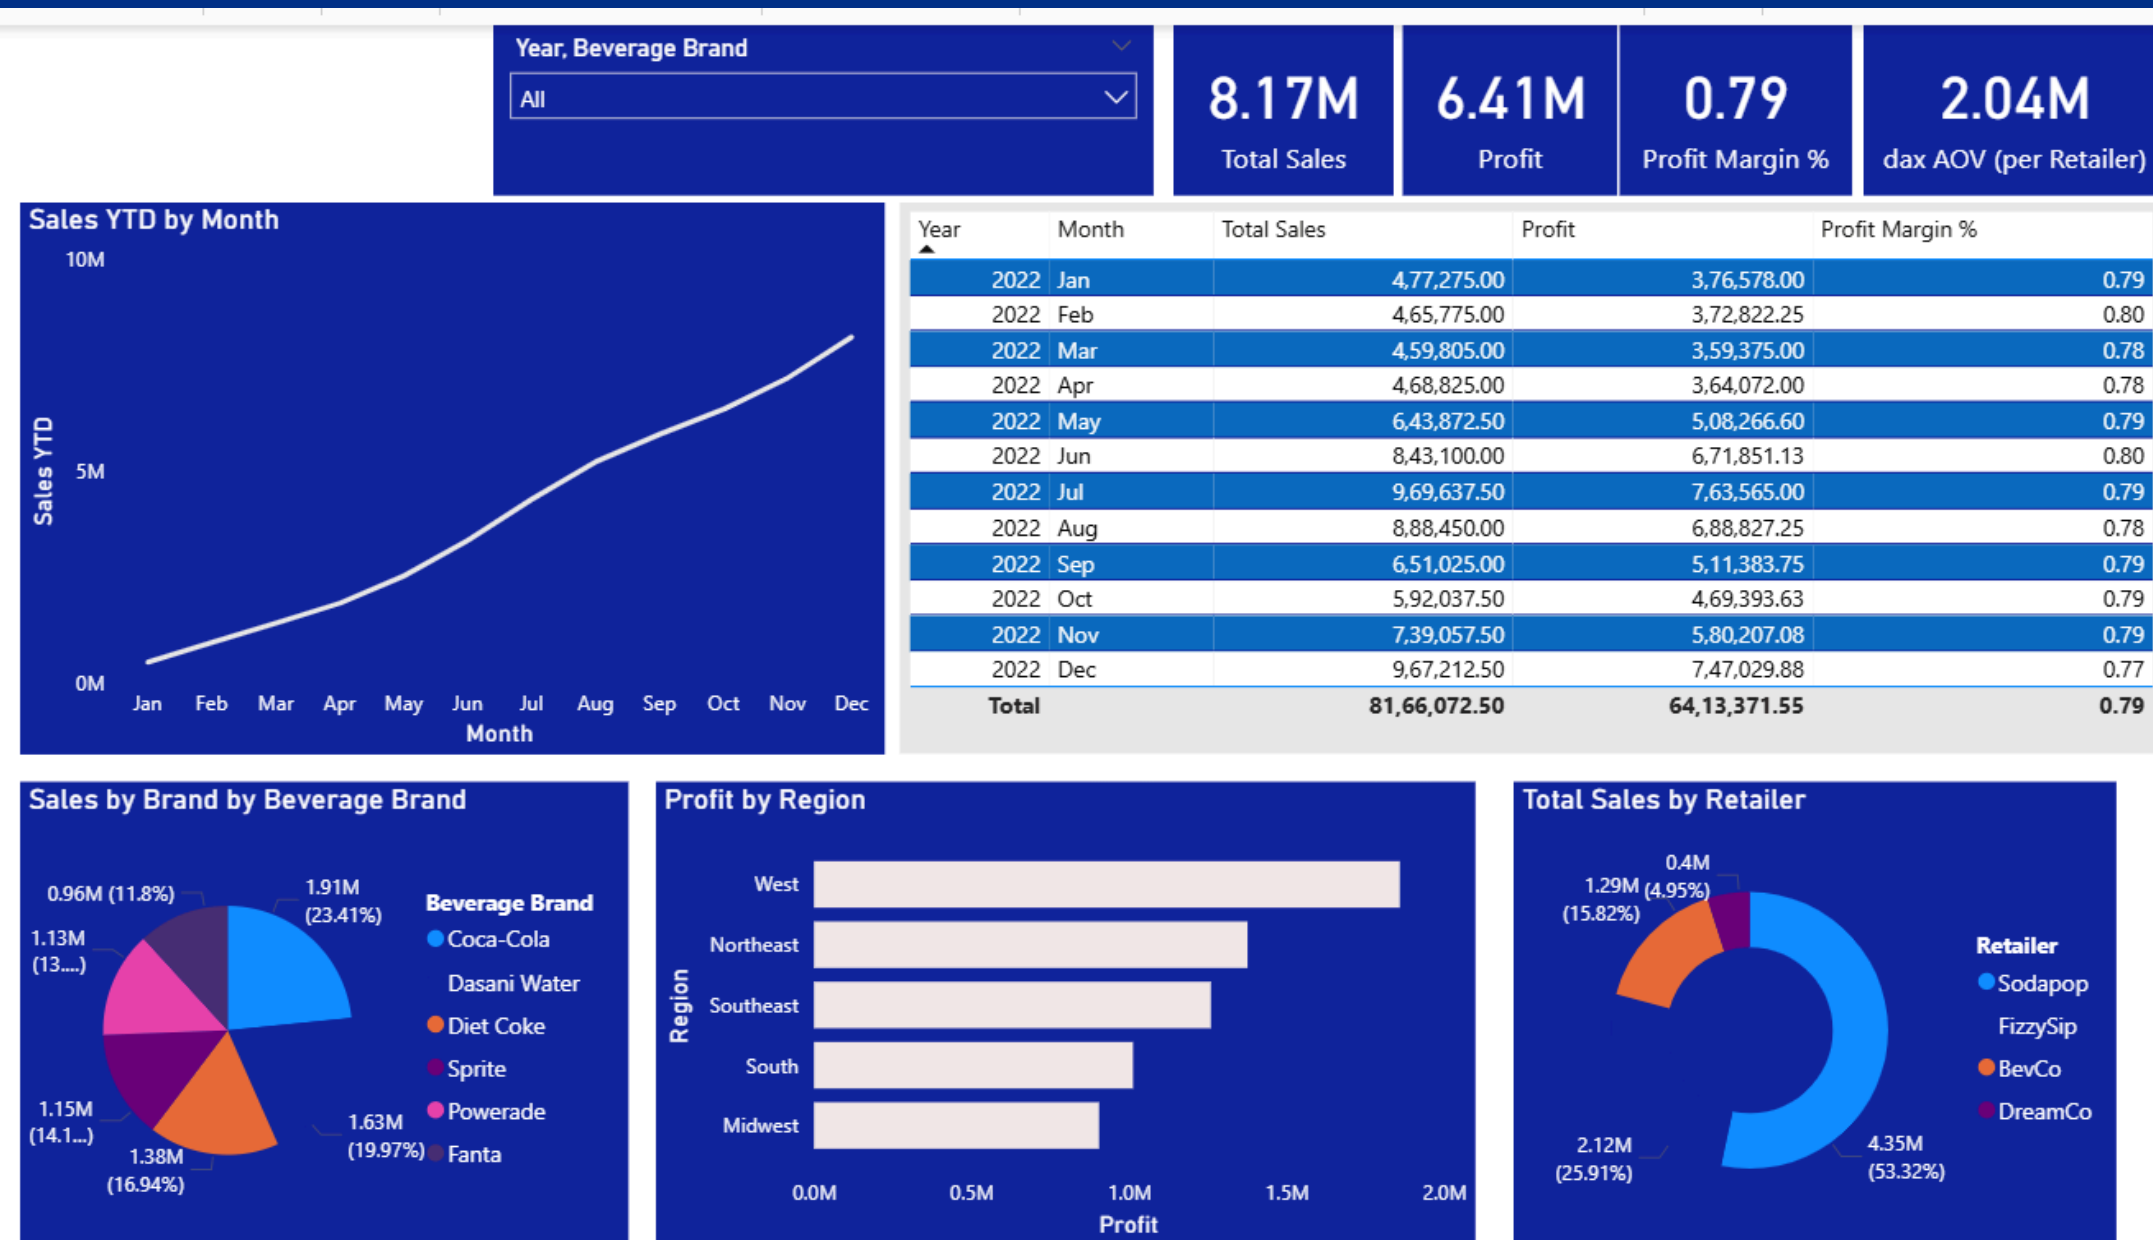 Year, Beverage Brand
All
8.17M
Total Sales
6.41M
Profit
0.79
Profit Margin %
2.04M
dax AOV (per Retailer)
Sales YTD by Month
10M
5M
0M
Sales YTD
Jan Feb Mar Apr May Jun Jul Aug Sep Oct Nov Dec
Month
Year Month Total Sales Profit Profit Margin %
2022 Jan 4,77,275.00 3,76,578.00 0.79
2022 Feb 4,65,775.00 3,72,822.25 0.80
2022 Mar 4,59,805.00 3,59,375.00 0.78
2022 Apr 4,68,825.00 3,64,072.00 0.78
2022 May 6,43,872.50 5,08,266.60 0.79
2022 Jun 8,43,100.00 6,71,851.13 0.80
2022 Jul 9,69,637.50 7,63,565.00 0.79
2022 Aug 8,88,450.00 6,88,827.25 0.78
2022 Sep 6,51,025.00 5,11,383.75 0.79
2022 Oct 5,92,037.50 4,69,393.63 0.79
2022 Nov 7,39,057.50 5,80,207.08 0.79
2022 Dec 9,67,212.50 7,47,029.88 0.77
Total 81,66,072.50 64,13,371.55 0.79
Sales by Brand by Beverage Brand
0.96M (11.8%)
1.91M
(23.41%)
1.13M
(13....)
1.15M
(14.1...)
1.38M
(16.94%)
1.63M
(19.97%)
Beverage Brand
Coca-Cola
Dasani Water
Diet Coke
Sprite
Powerade
Fanta
Profit by Region
Region
West
Northeast
Southeast
South
Midwest
0.0M 0.5M 1.0M 1.5M 2.0M
Profit
Total Sales by Retailer
0.4M
(4.95%)
1.29M
(15.82%)
2.12M
(25.91%)
4.35M
(53.32%)
Retailer
Sodapop
FizzySip
BevCo
DreamCo